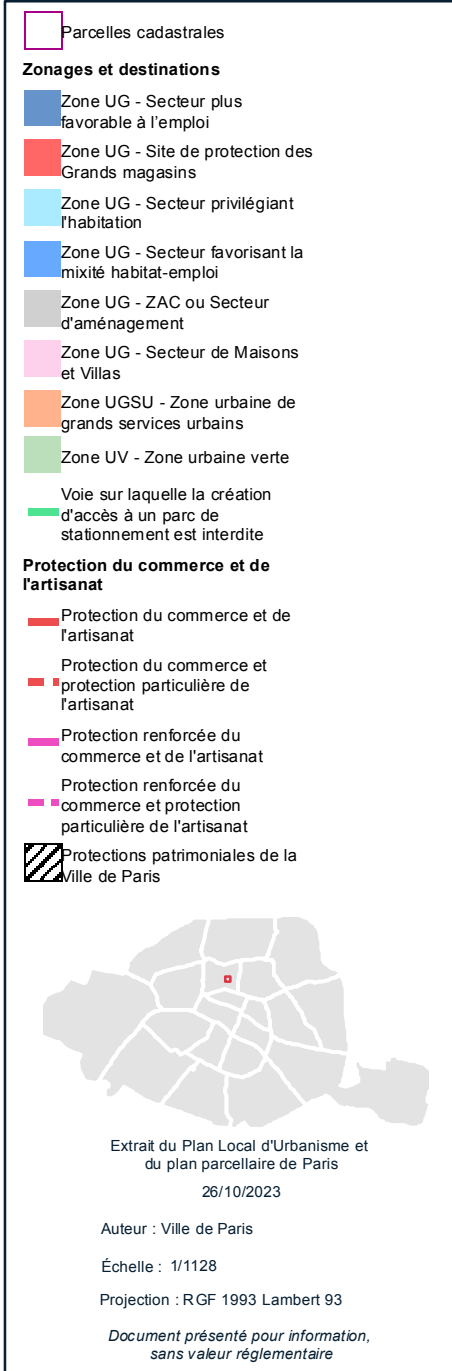 Parcelles cadastrales
Zonages et destinations
Zone UG - Secteur plus
favorable à l'emploi
Zone UG - Site de protection des
Grands magasins
Zone UG - Secteur privilégiant
l'habitation
Zone UG - Secteur favorisant la
mixité habitat-emploi
Zone UG - ZAC ou Secteur
d'aménagement
Zone UG - Secteur de Maisons
et Villas
Zone UGSU - Zone urbaine de
grands services urbains
Zone UV - Zone urbaine verte
Voie sur laquelle la création
d'accès à un parc de
stationnement est interdite
Protection du commerce et de
l'artisanat
Protection du commerce et de
l'artisanat
Protection du commerce et
protection particulière de
l'artisanat
Protection renforcée du
commerce et de l'artisanat
Protection renforcée du
commerce et protection
particulière de l'artisanat
Protections patrimoniales de la
Ville de Paris
Extrait du Plan Local d'Urbanisme et
du plan parcellaire de Paris
26/10/2023
Auteur : Ville de Paris
Échelle : 1/1128
Projection : RGF 1993 Lambert 93
Document présenté pour information,
sans valeur réglementaire